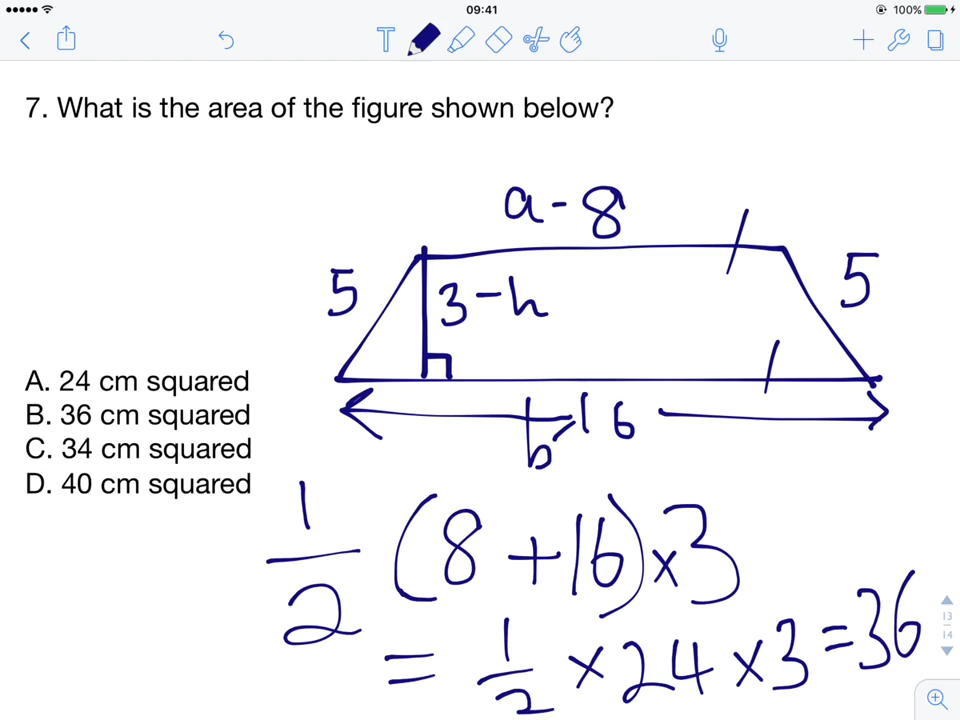 09:41
100%
T
7. What is the area of the figure shown below?
a - 8
5
3 - h
5
b 16
A. 24 cm squared
B. 36 cm squared
C. 34 cm squared
D. 40 cm squared
1/2 (8 + 16) × 3
= 1/2 × 24 × 3 = 36
13
14